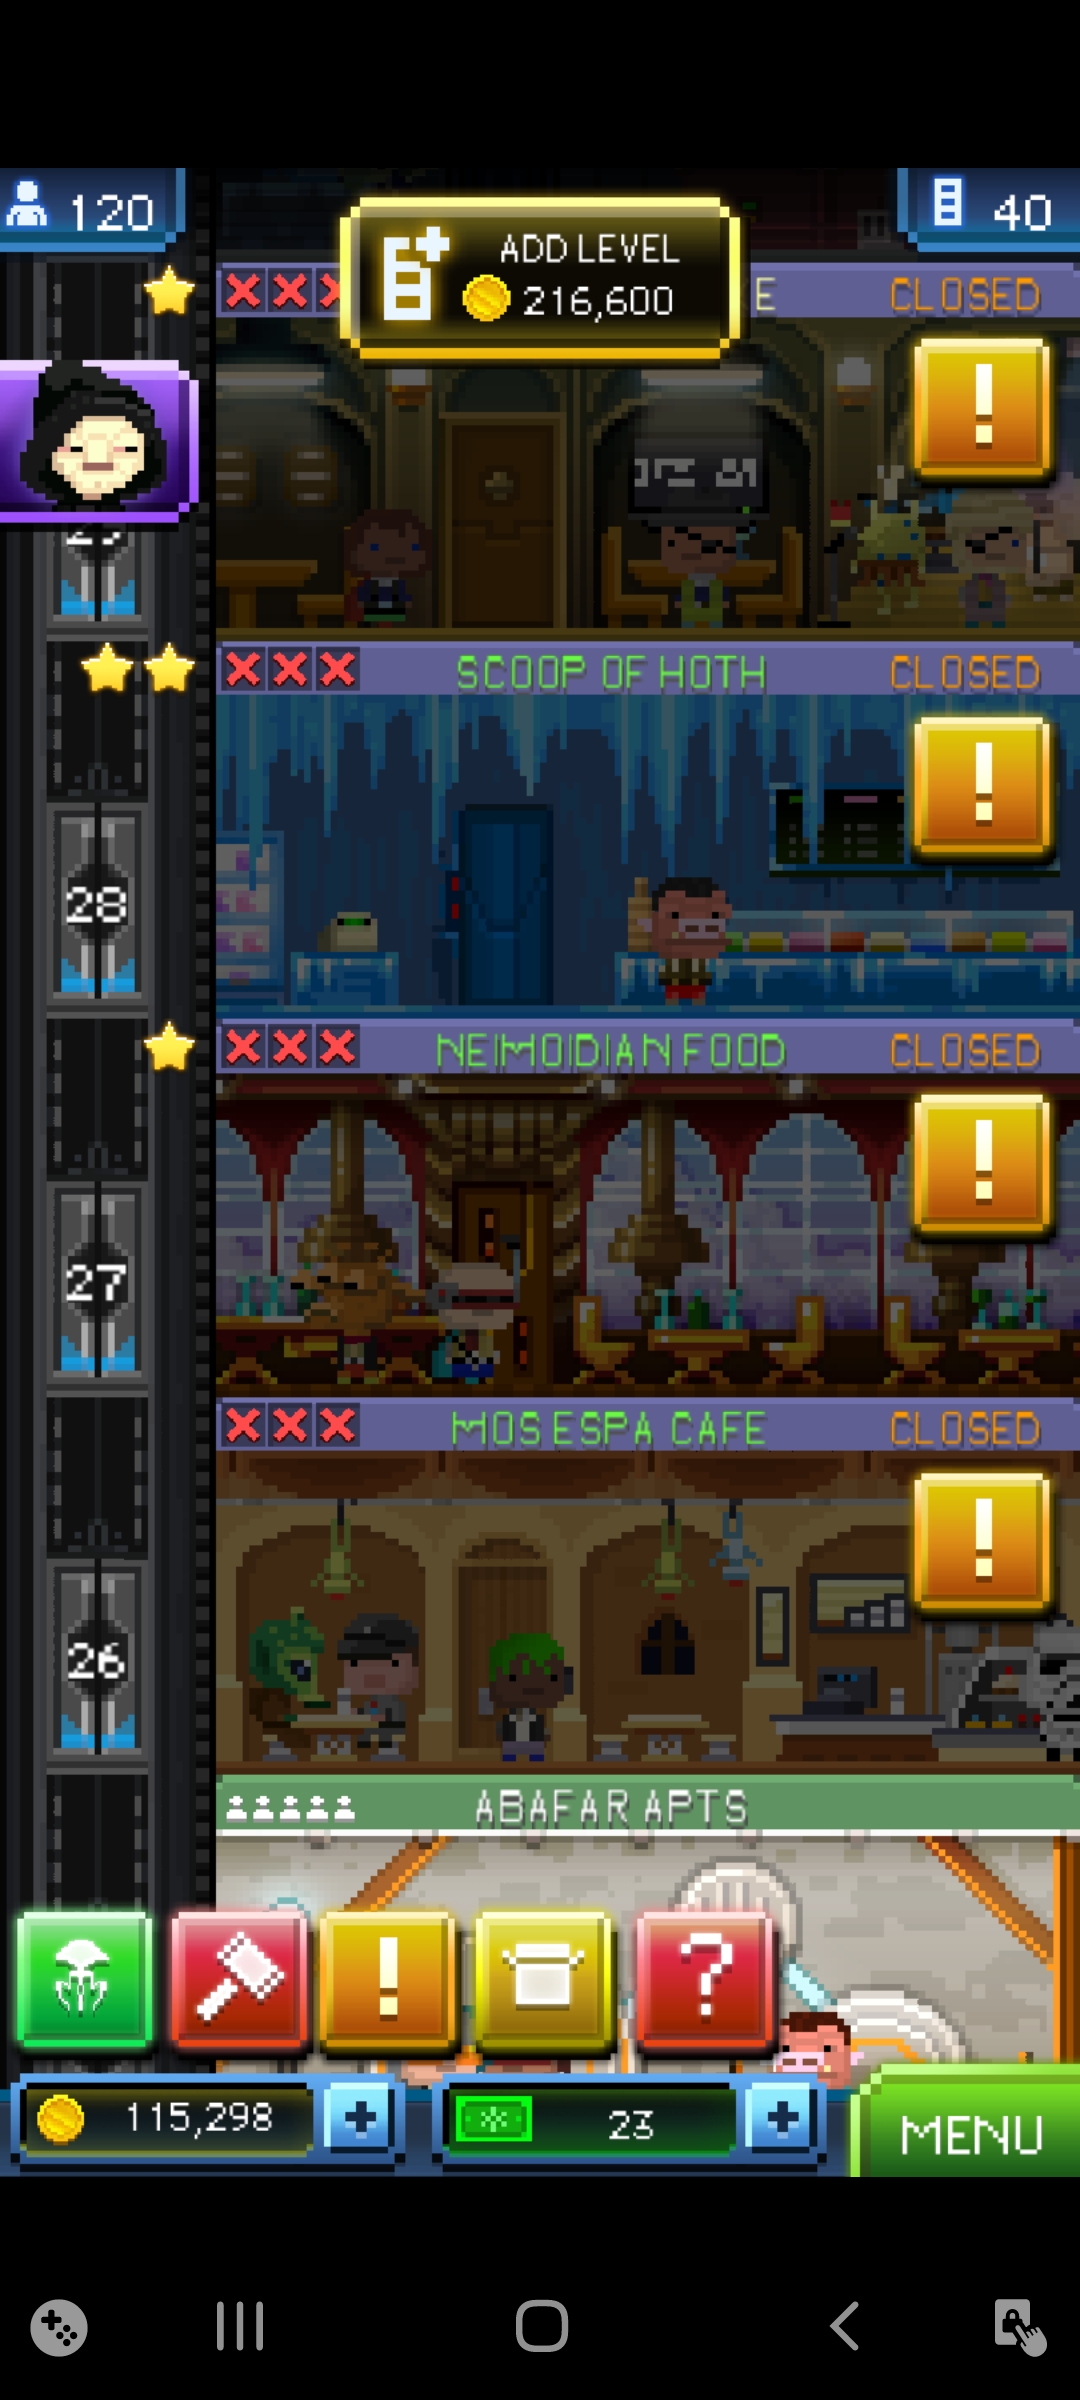 120
ADD LEVEL
216,600
40
E CLOSED
SCOOP OF HOTH CLOSED
28
NEIMOIDIAN FOOD CLOSED
27
MOS ESPA CAFE CLOSED
26
ABAFAR APTS
!
?
115,298 +
23 +
MENU